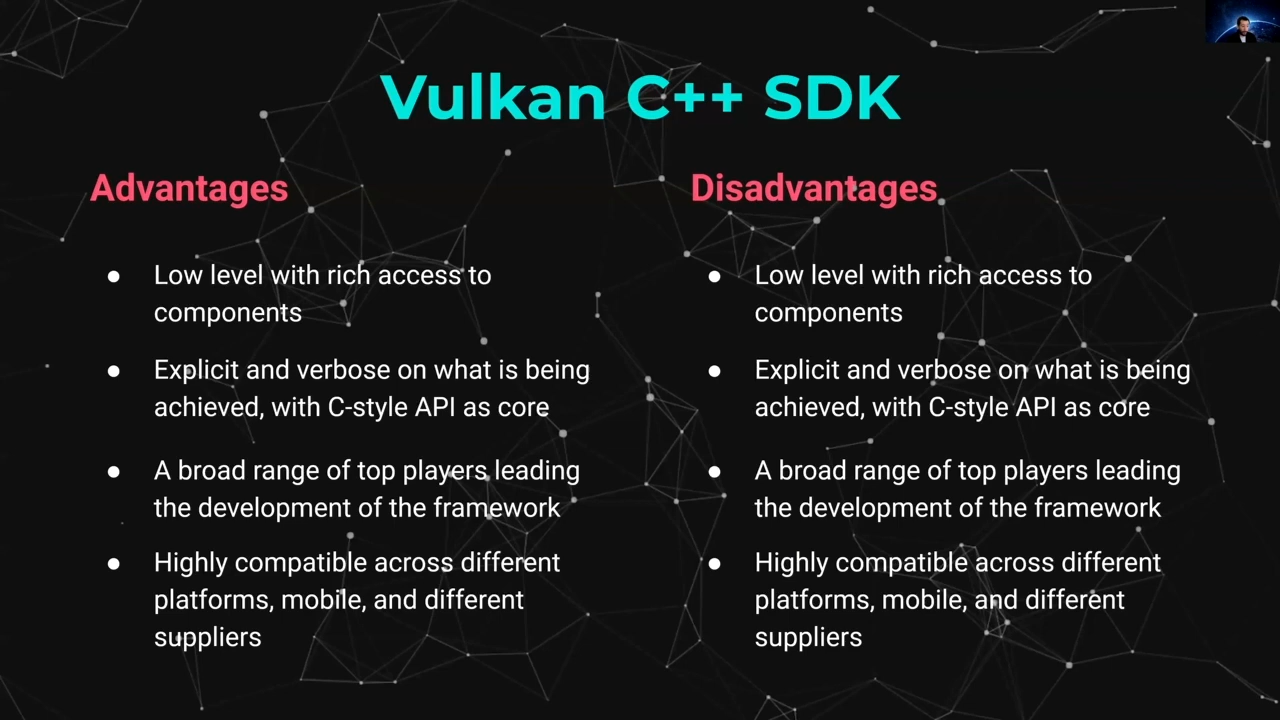 Vulkan C++ SDK
Advantages
● Low level with rich access to
components
● Explicit and verbose on what is being
achieved, with C-style API as core
● A broad range of top players leading
the development of the framework
● Highly compatible across different
platforms, mobile, and different
suppliers
Disadvantages
● Low level with rich access to
components
● Explicit and verbose on what is being
achieved, with C-style API as core
● A broad range of top players leading
the development of the framework
● Highly compatible across different
platforms, mobile, and different
suppliers